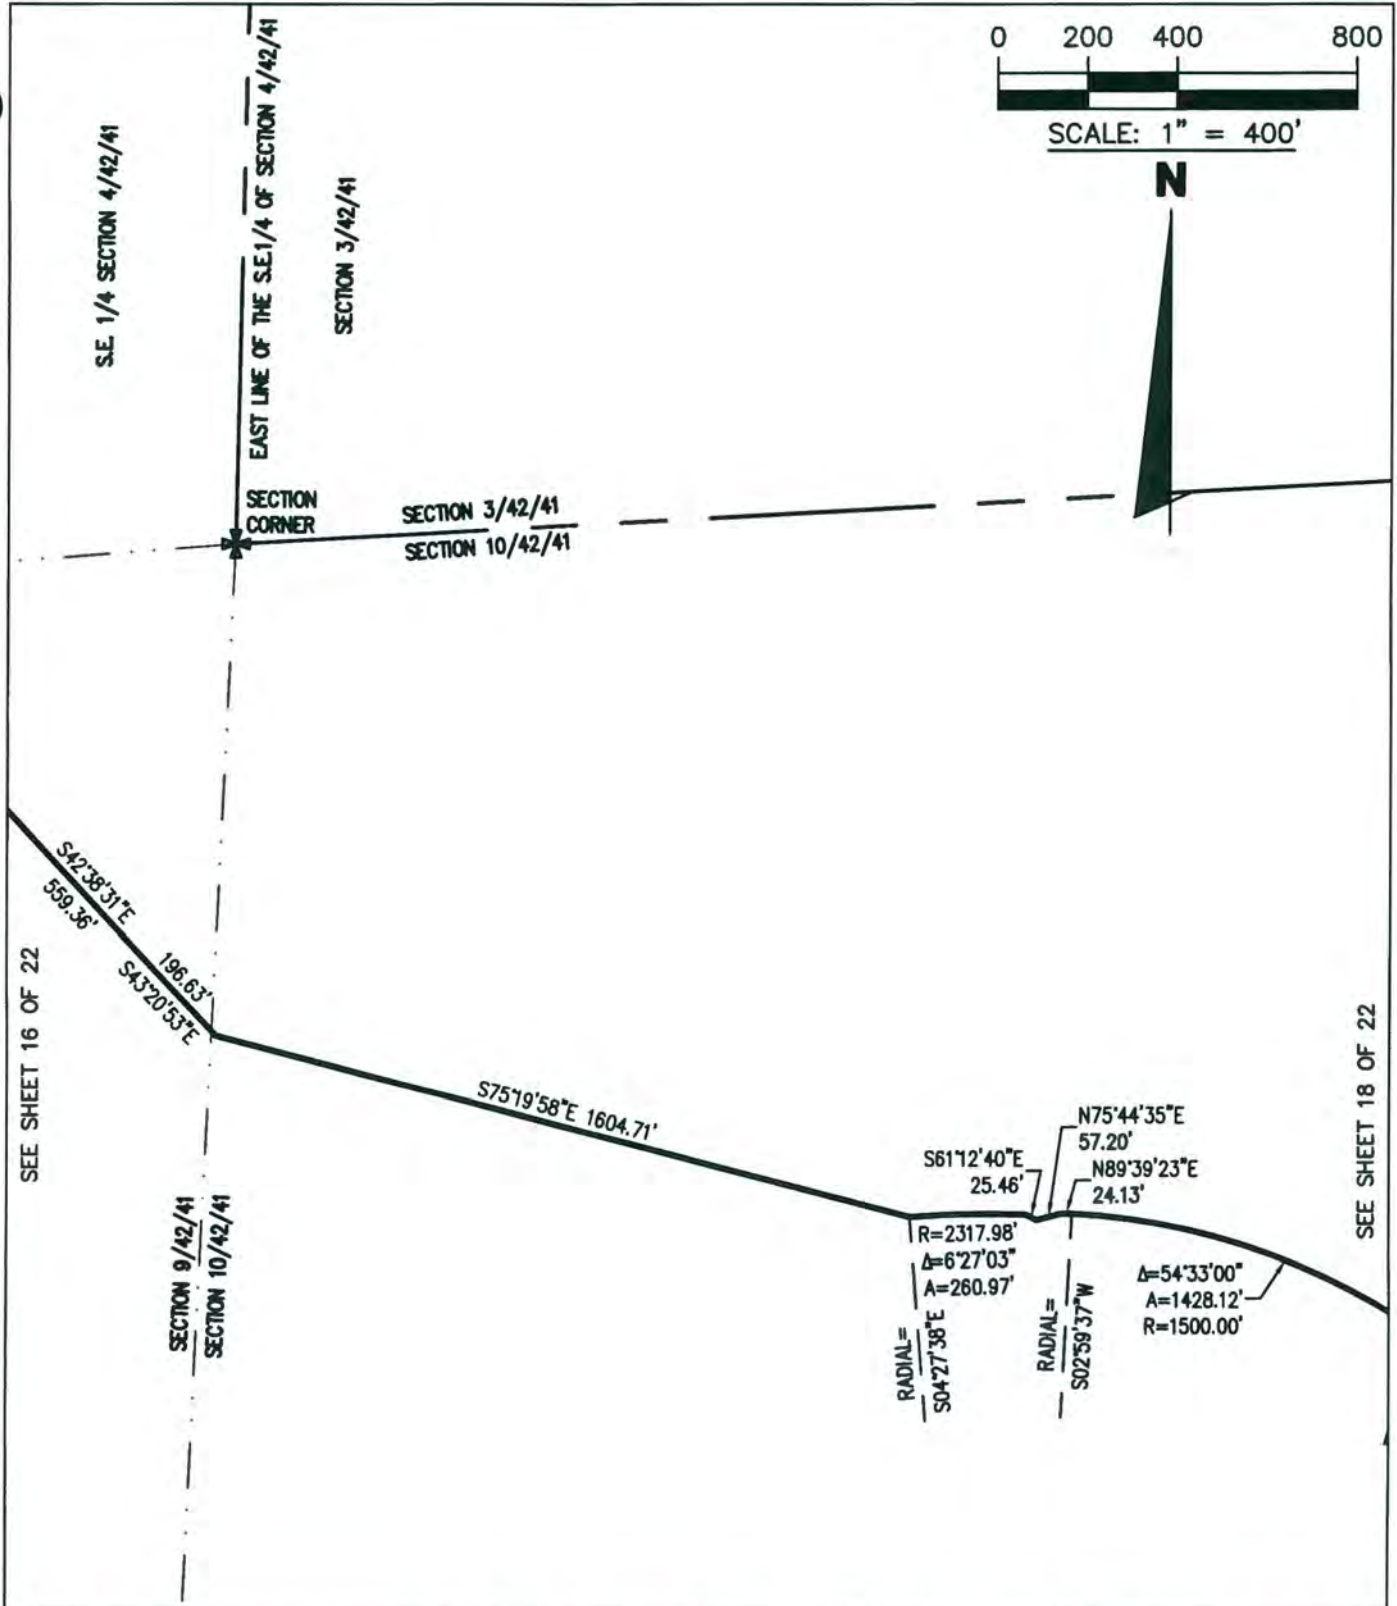 0 200 400 800
SCALE: 1" = 400'
N
S.E. 1/4 SECTION 4/42/41
EAST LINE OF THE S.E.1/4 OF SECTION 4/42/41
SECTION 3/42/41
SECTION
CORNER
SECTION 3/42/41
SECTION 10/42/41
S42°38'31"E
559.36'
196.63'
S43°20'53"E
SEE SHEET 16 OF 22
S75°19'58"E 1604.71'
SECTION 9/42/41
SECTION 10/42/41
S61°12'40"E
25.46'
N75°44'35"E
57.20'
N89°39'23"E
24.13'
R=2317.98'
Δ=6°27'03"
A=260.97'
RADIAL=
S04°27'38"E
RADIAL=
S02°59'37"W
Δ=54°33'00"
A=1428.12'
R=1500.00'
SEE SHEET 18 OF 22